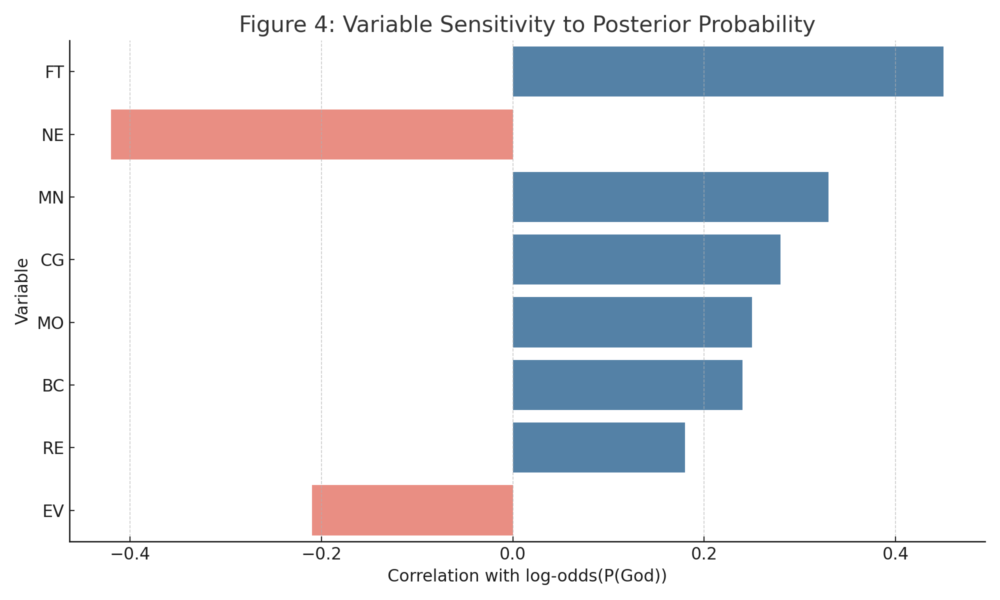 Figure 4: Variable Sensitivity to Posterior Probability
FT
NE
MN
CG
MO
BC
RE
EV
Variable
−0.4
−0.2
0.0
0.2
0.4
Correlation with log-odds(P(God))